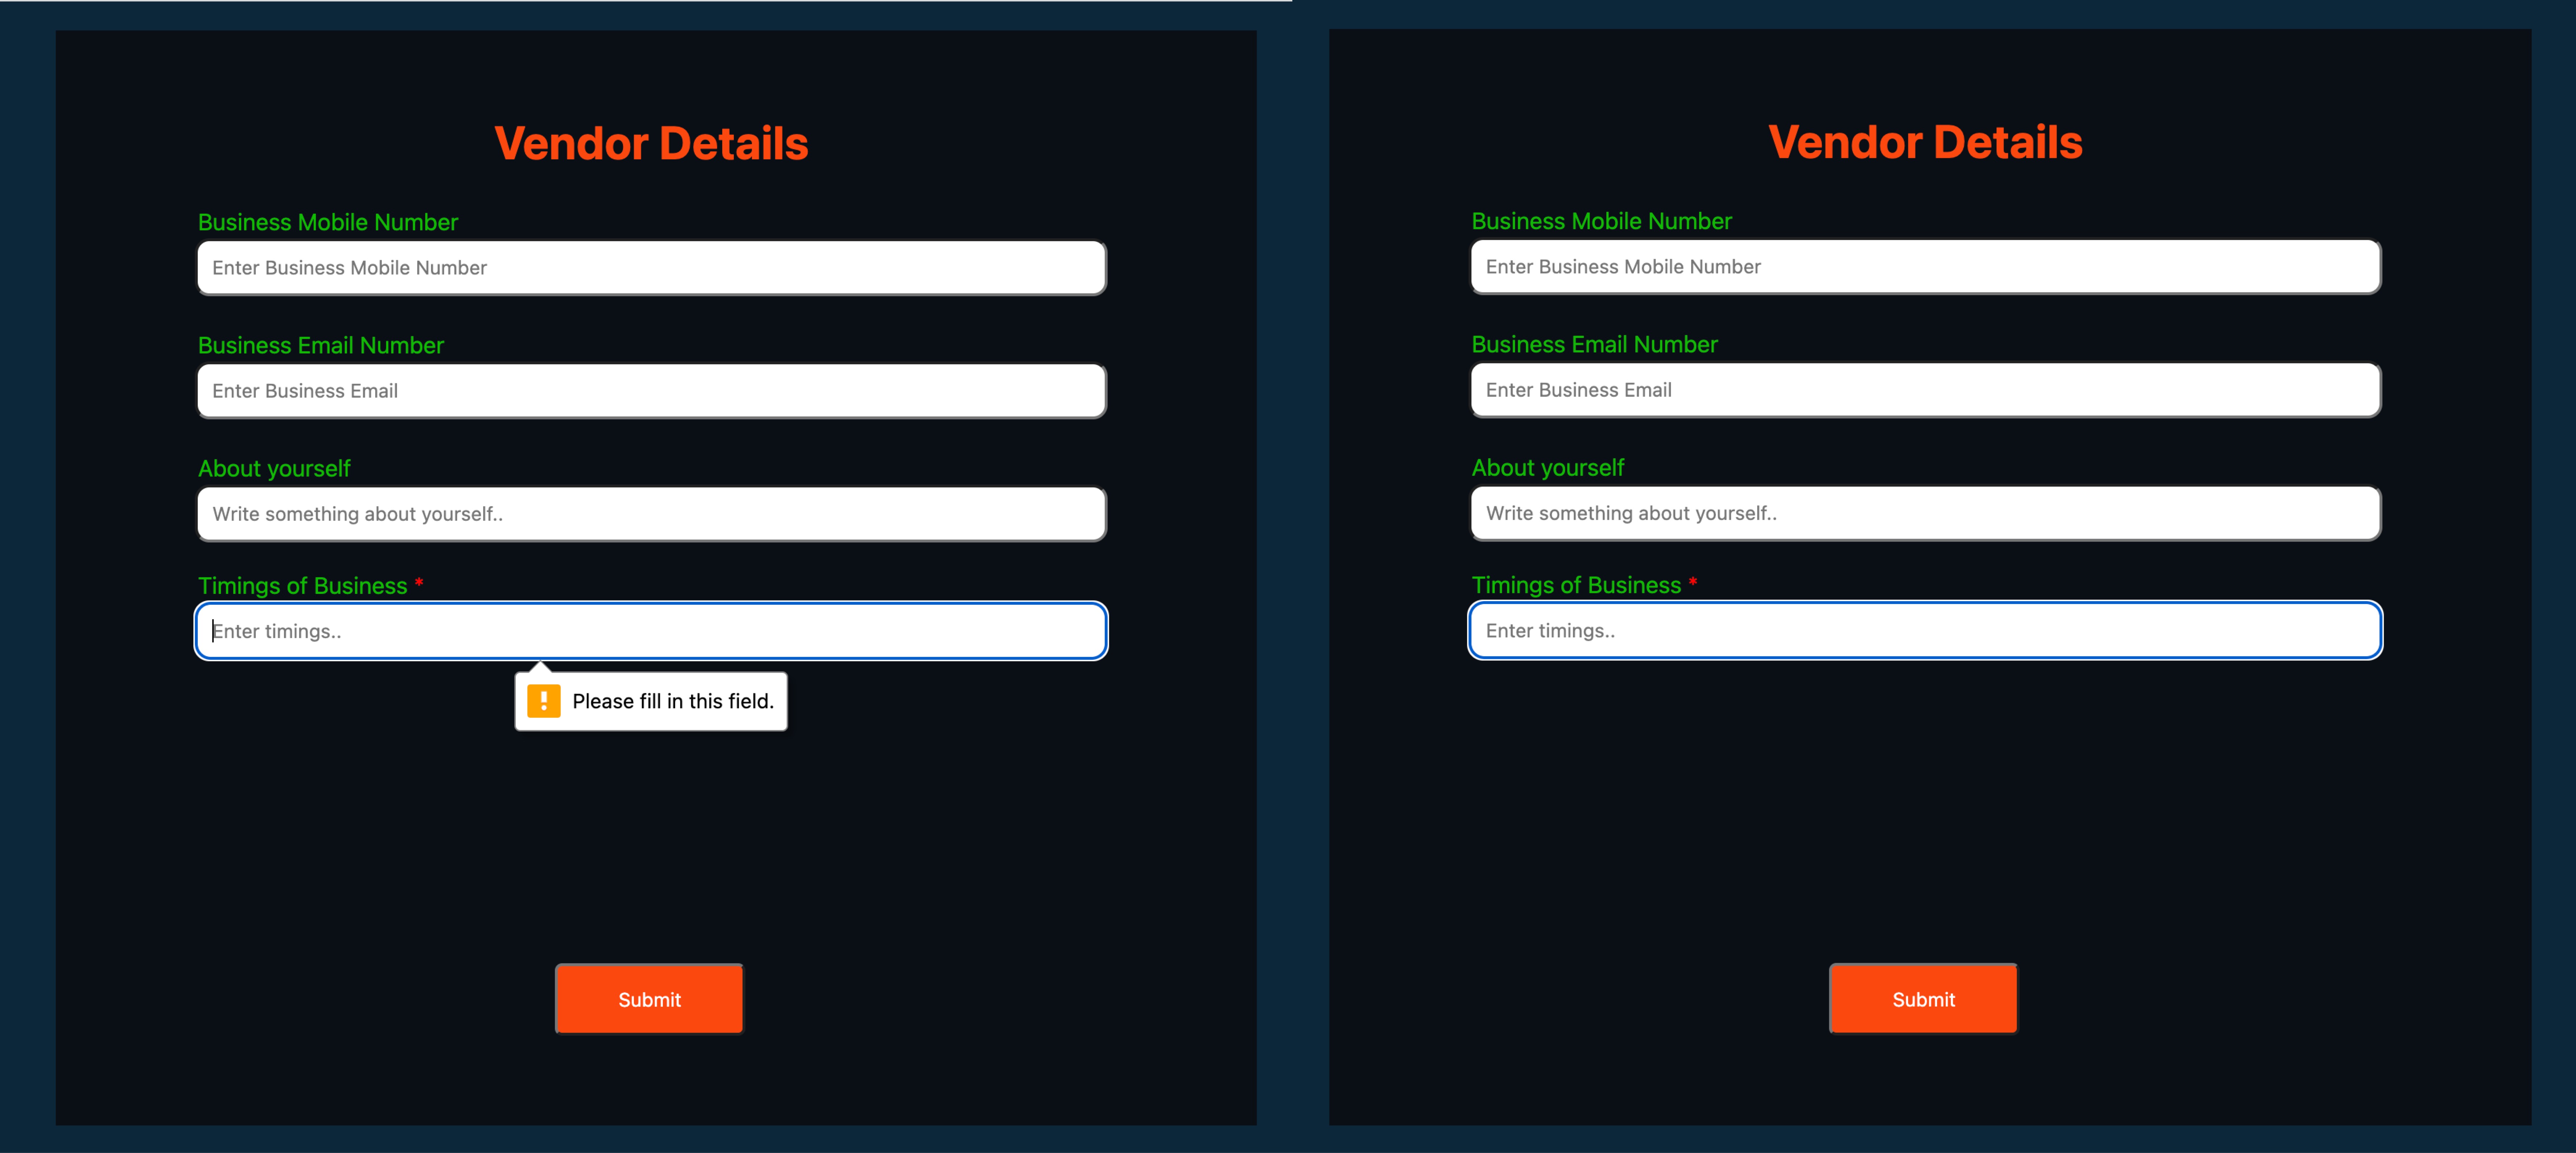 Vendor Details
Business Mobile Number
Enter Business Mobile Number
Business Email Number
Enter Business Email
About yourself
Write something about yourself..
Timings of Business *
Enter timings..
Please fill in this field.
Submit
Vendor Details
Business Mobile Number
Enter Business Mobile Number
Business Email Number
Enter Business Email
About yourself
Write something about yourself..
Timings of Business *
Enter timings..
Submit